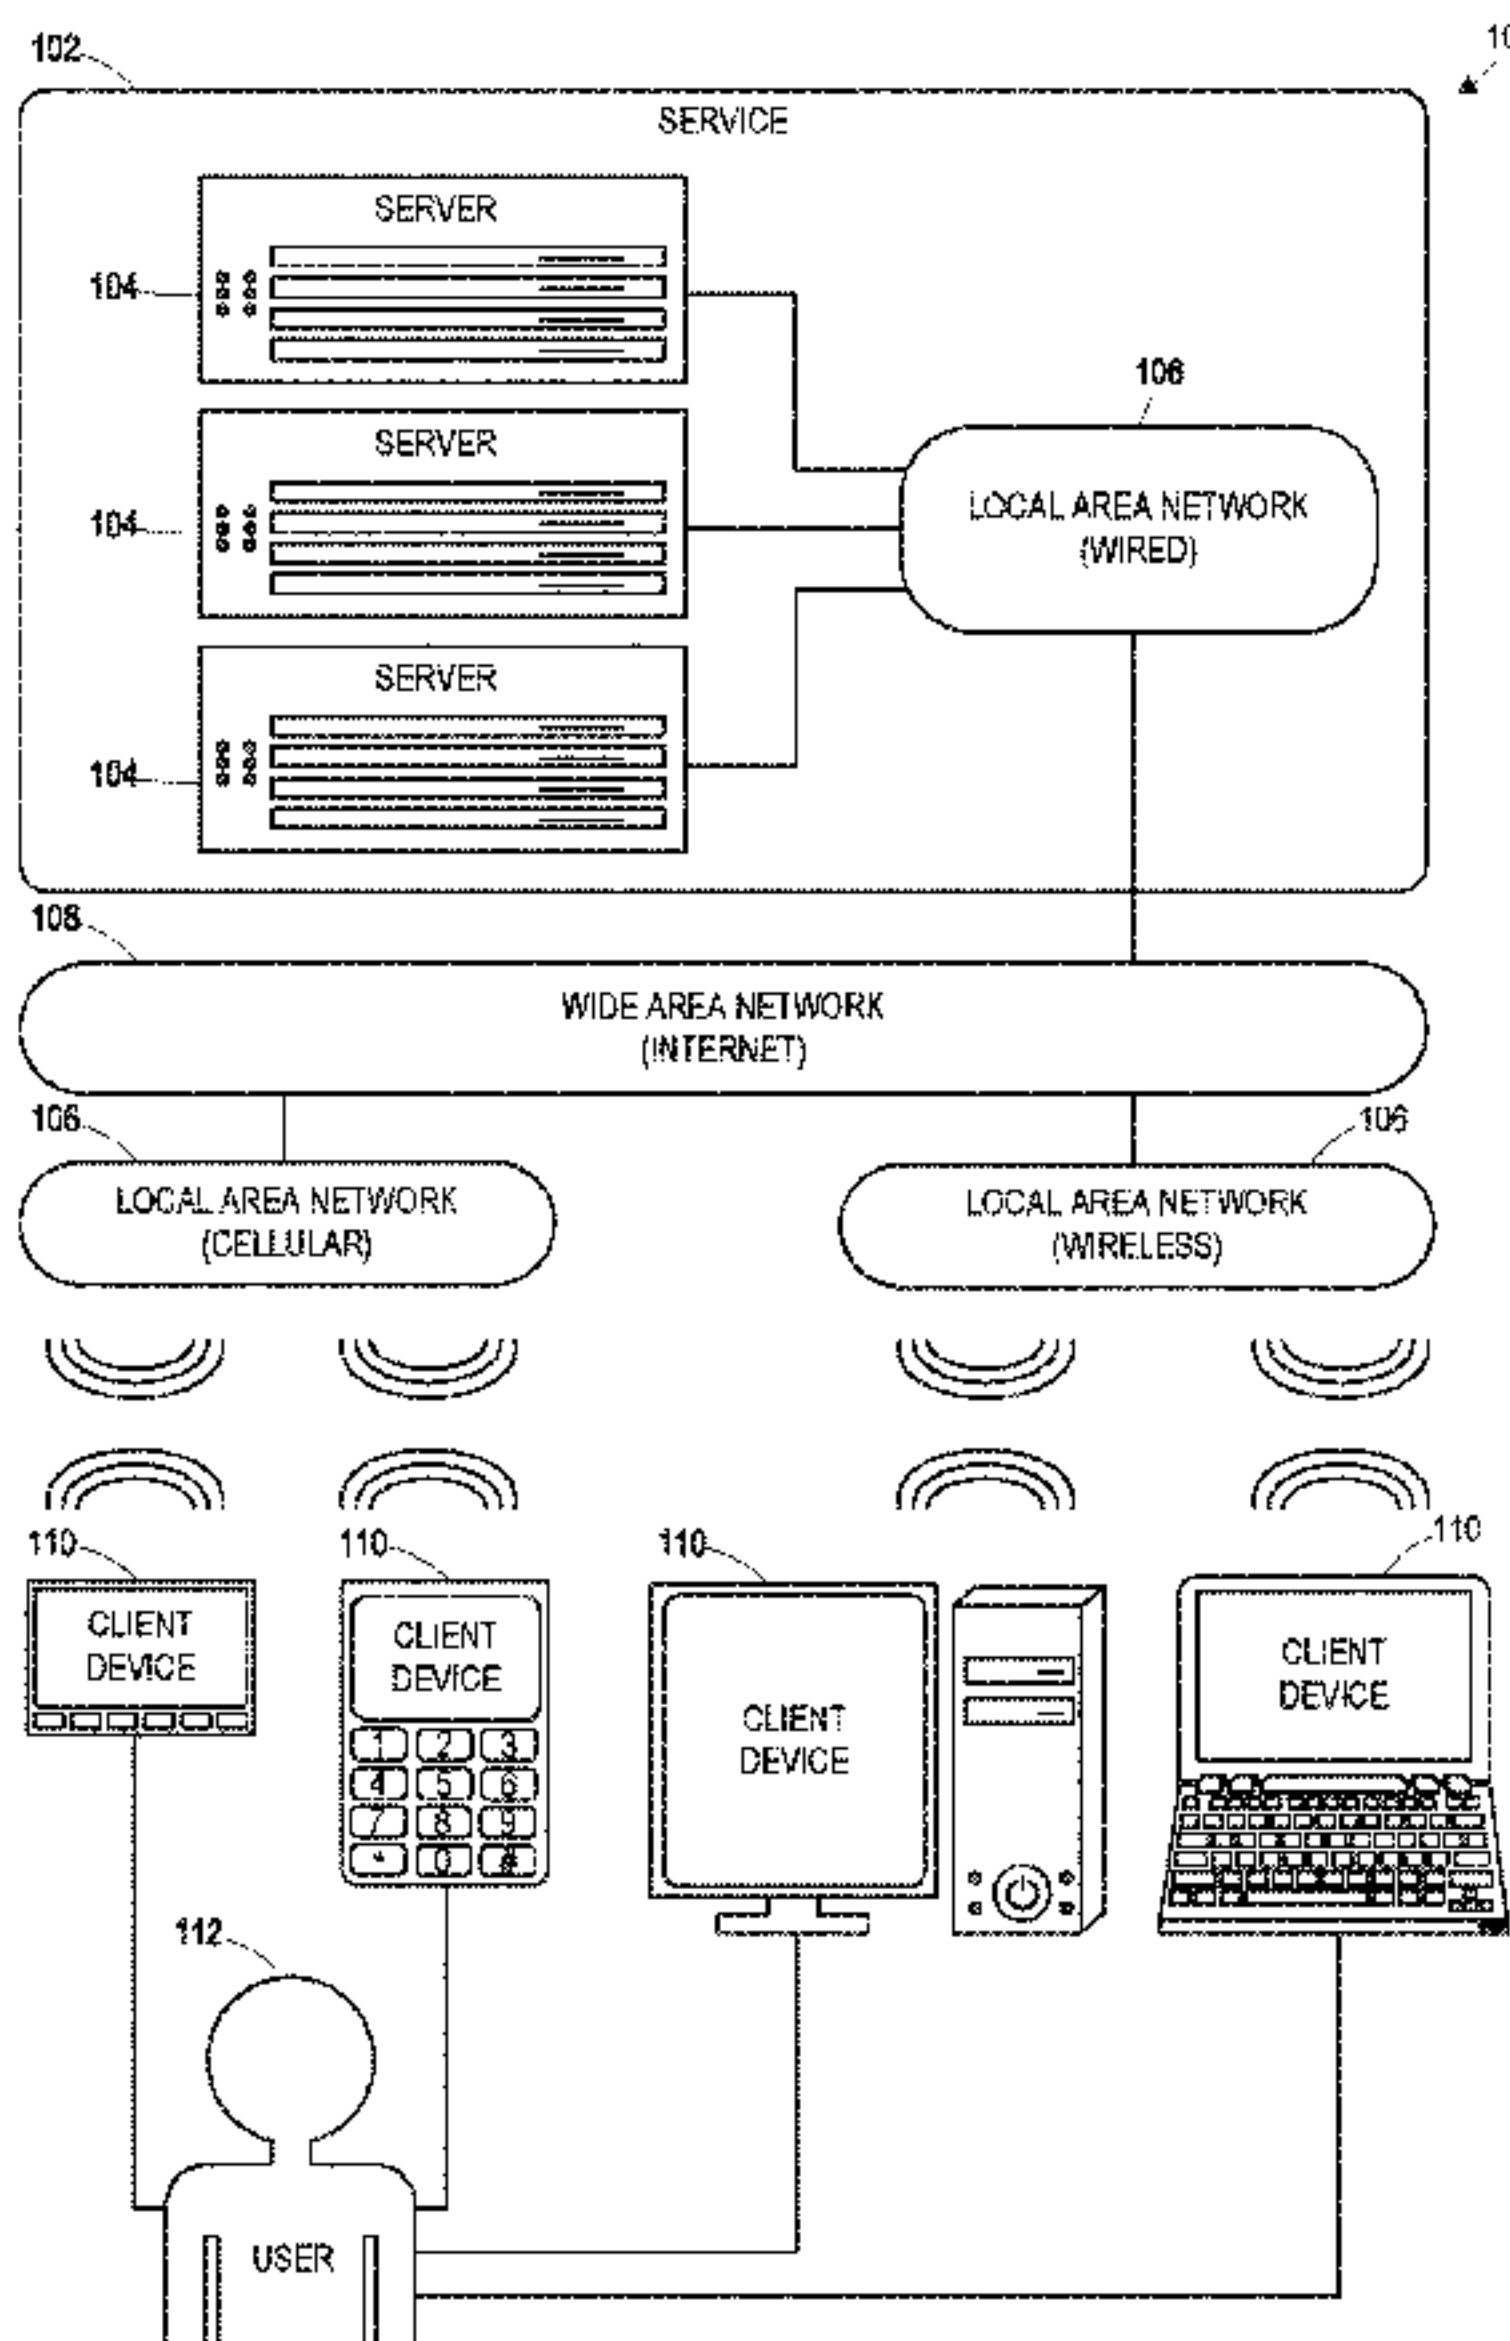 102
10
SERVICE
SERVER
104
SERVER
104
SERVER
104
106
LOCAL AREA NETWORK
(WIRED)
108
WIDE AREA NETWORK
(INTERNET)
106
106
LOCAL AREA NETWORK
(CELLULAR)
LOCAL AREA NETWORK
(WIRELESS)
110
110
110
110
CLIENT
DEVICE
CLIENT
DEVICE
1 2 3
4 5 6
7 8 9
* 0 #
CLIENT
DEVICE
CLIENT
DEVICE
112
USER